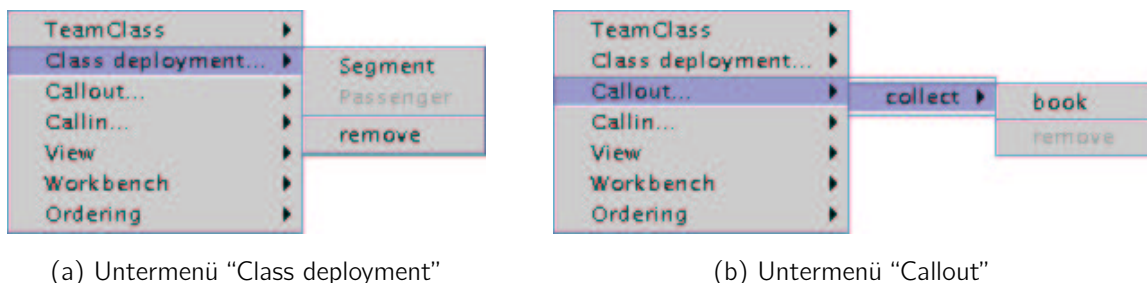 TeamClass
Class deployment...
Callout...
Callin...
View
Workbench
Ordering
Segment
Passenger
remove
(a) Untermenü “Class deployment”
TeamClass
Class deployment...
Callout...
Callin...
View
Workbench
Ordering
collect
book
remove
(b) Untermenü “Callout”